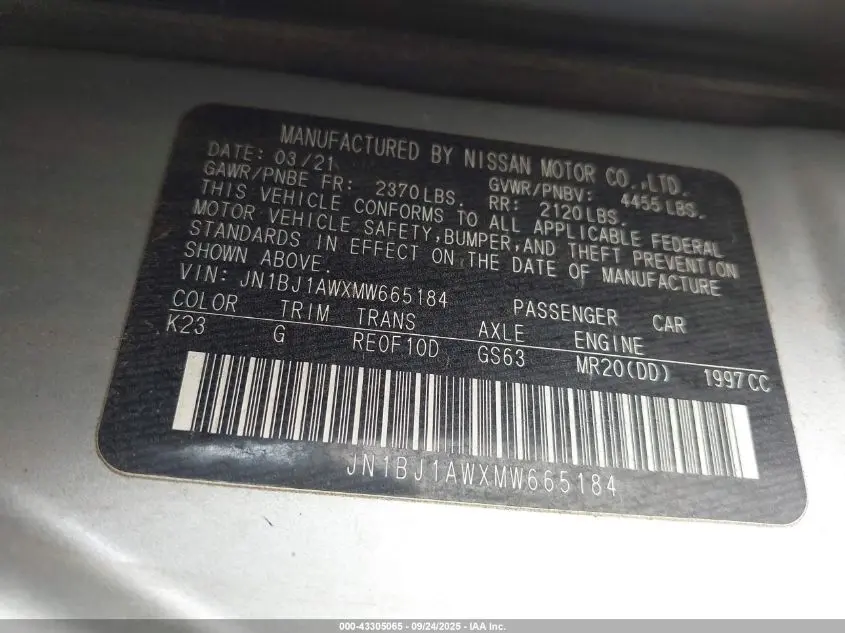 MANUFACTURED BY NISSAN MOTOR CO.,LTD.
DATE: 03/21 GVWR/PNBV: 4455LBS.
GAWR/PNBE FR: 2370LBS. RR: 2120LBS.
THIS VEHICLE CONFORMS TO ALL APPLICABLE FEDERAL
MOTOR VEHICLE SAFETY,BUMPER,AND THEFT PREVENTION
STANDARDS IN EFFECT ON THE DATE OF MANUFACTURE
SHOWN ABOVE.
VIN: JN1BJ1AWXMW665184 PASSENGER CAR
COLOR TRIM TRANS AXLE ENGINE
K23 G RE0F10D GS63 MR20(DD) 1997CC
JN1BJ1AWXMW665184
000-43305065 - 09/24/2025 - IAA Inc.